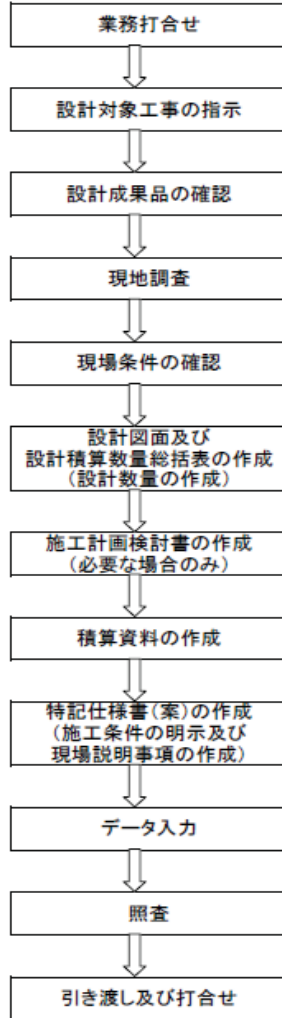 業務打合せ
設計対象工事の指示
設計成果品の確認
現地調査
現場条件の確認
設計図面及び
設計積算数量総括表の作成
(設計数量の作成)
施工計画検討書の作成
(必要な場合のみ)
積算資料の作成
特記仕様書(案)の作成
(施工条件の明示及び
現場説明事項の作成)
データ入力
照査
引き渡し及び打合せ